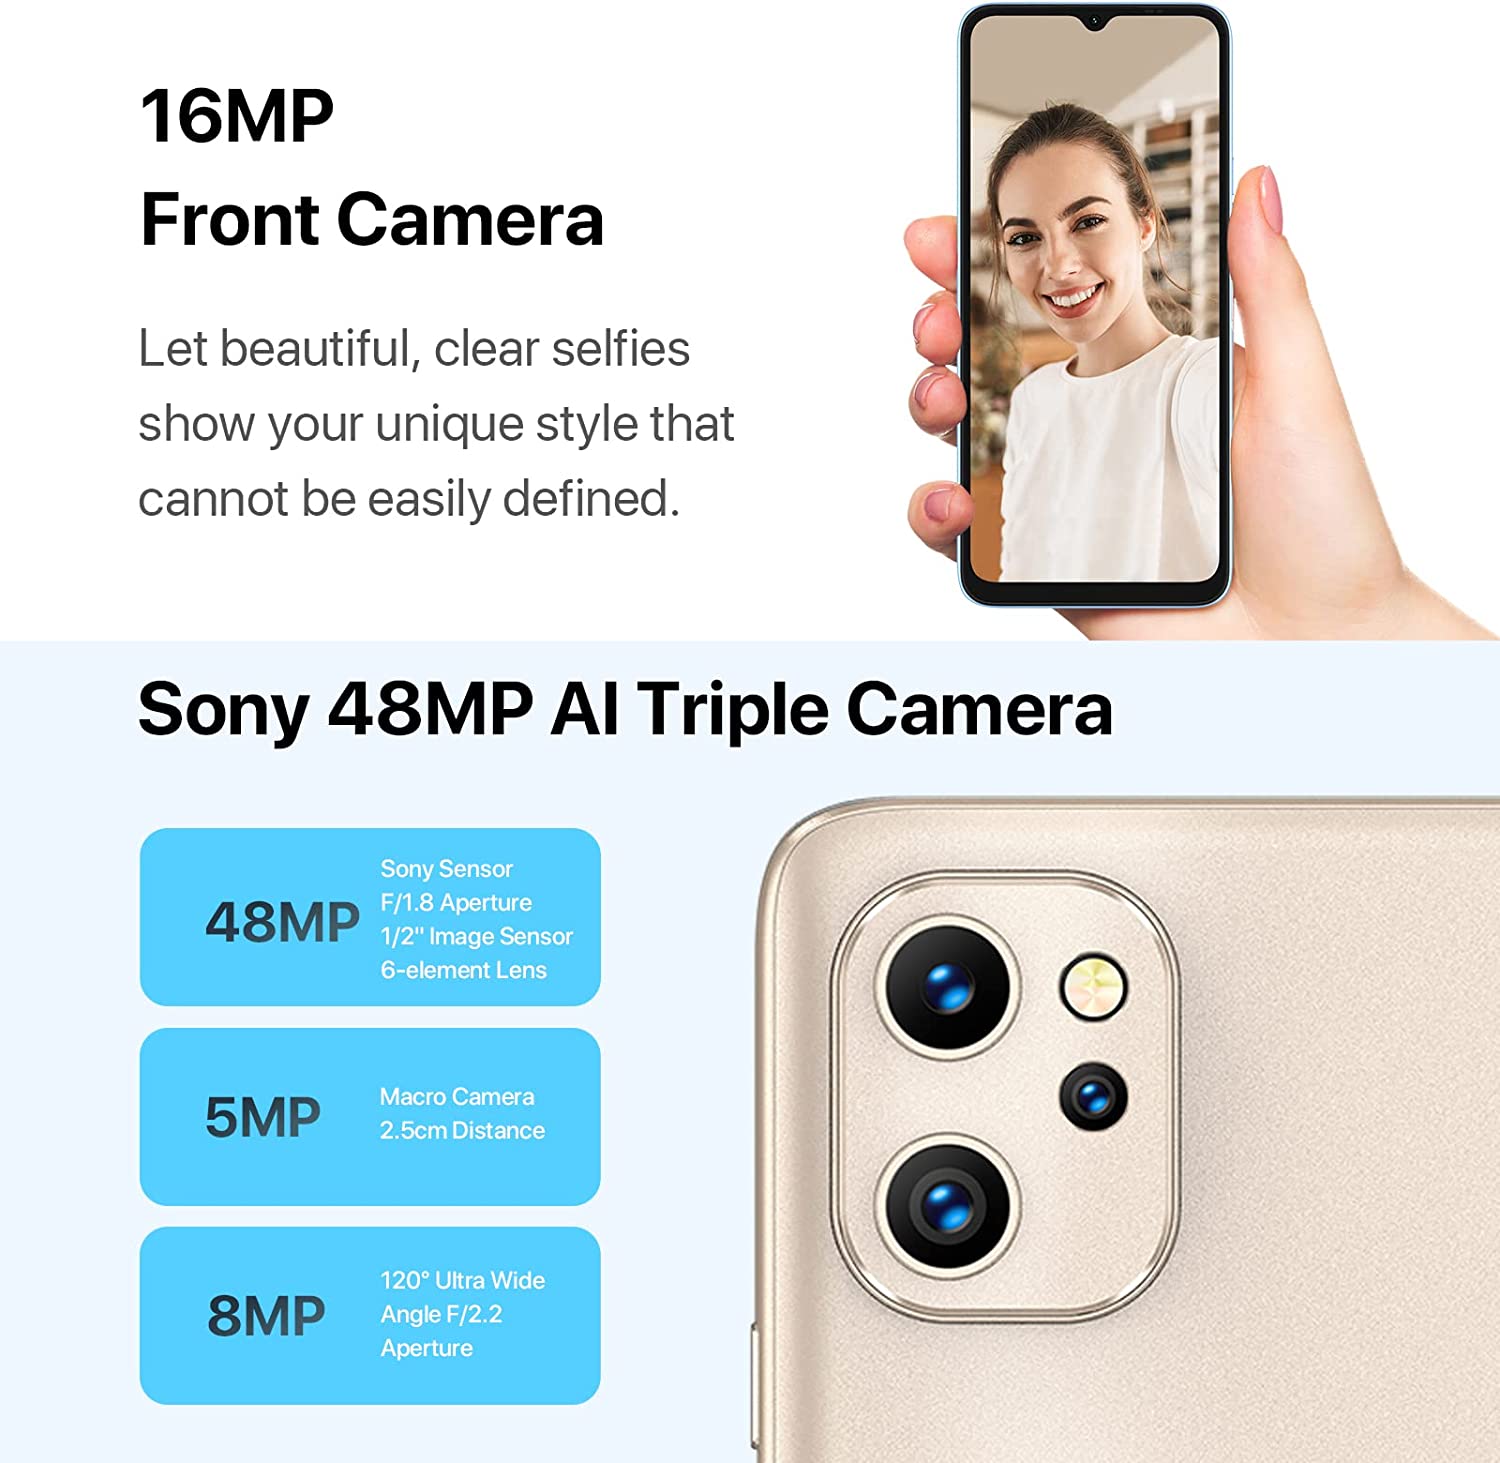 16MP
Front Camera
Let beautiful, clear selfies
show your unique style that
cannot be easily defined.
Sony 48MP AI Triple Camera
48MP
Sony Sensor
F/1.8 Aperture
1/2" Image Sensor
6-element Lens
5MP
Macro Camera
2.5cm Distance
8MP
120° Ultra Wide
Angle F/2.2
Aperture